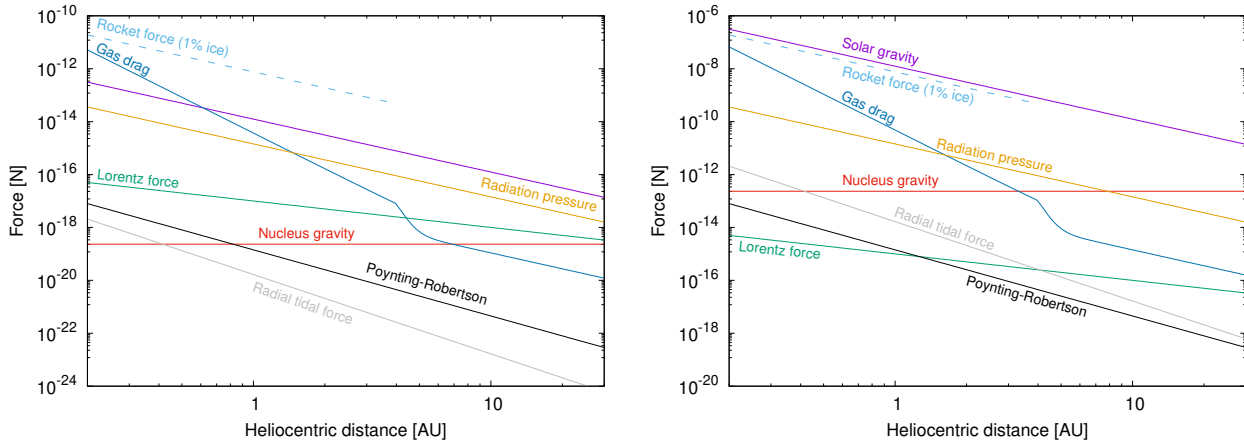 10^-10
10^-12
10^-14
10^-16
10^-18
10^-20
10^-22
10^-24
Force [N]
Rocket force (1% ice)
Gas drag
Lorentz force
Radiation pressure
Nucleus gravity
Poynting-Robertson
Radial tidal force
1
10
Heliocentric distance [AU]
10^-6
10^-8
10^-10
10^-12
10^-14
10^-16
10^-18
10^-20
Force [N]
Solar gravity
Rocket force (1% ice)
Gas drag
Radiation pressure
Nucleus gravity
Radial tidal force
Lorentz force
Poynting-Robertson
1
10
Heliocentric distance [AU]